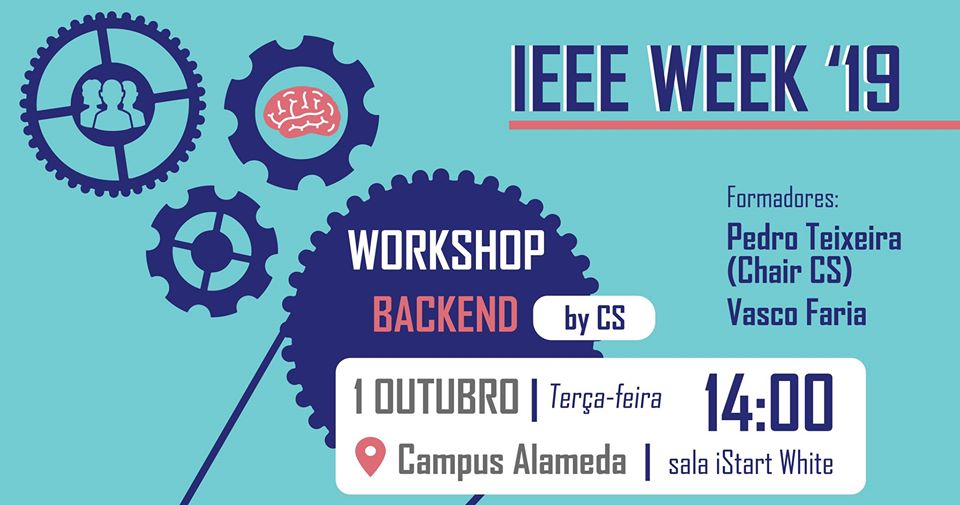 IEEE WEEK ‘19
Formadores:
Pedro Teixeira
(Chair CS)
Vasco Faria
WORKSHOP
BACKEND by CS
1 OUTUBRO | Terça-feira 14:00
Campus Alameda | sala iStart White